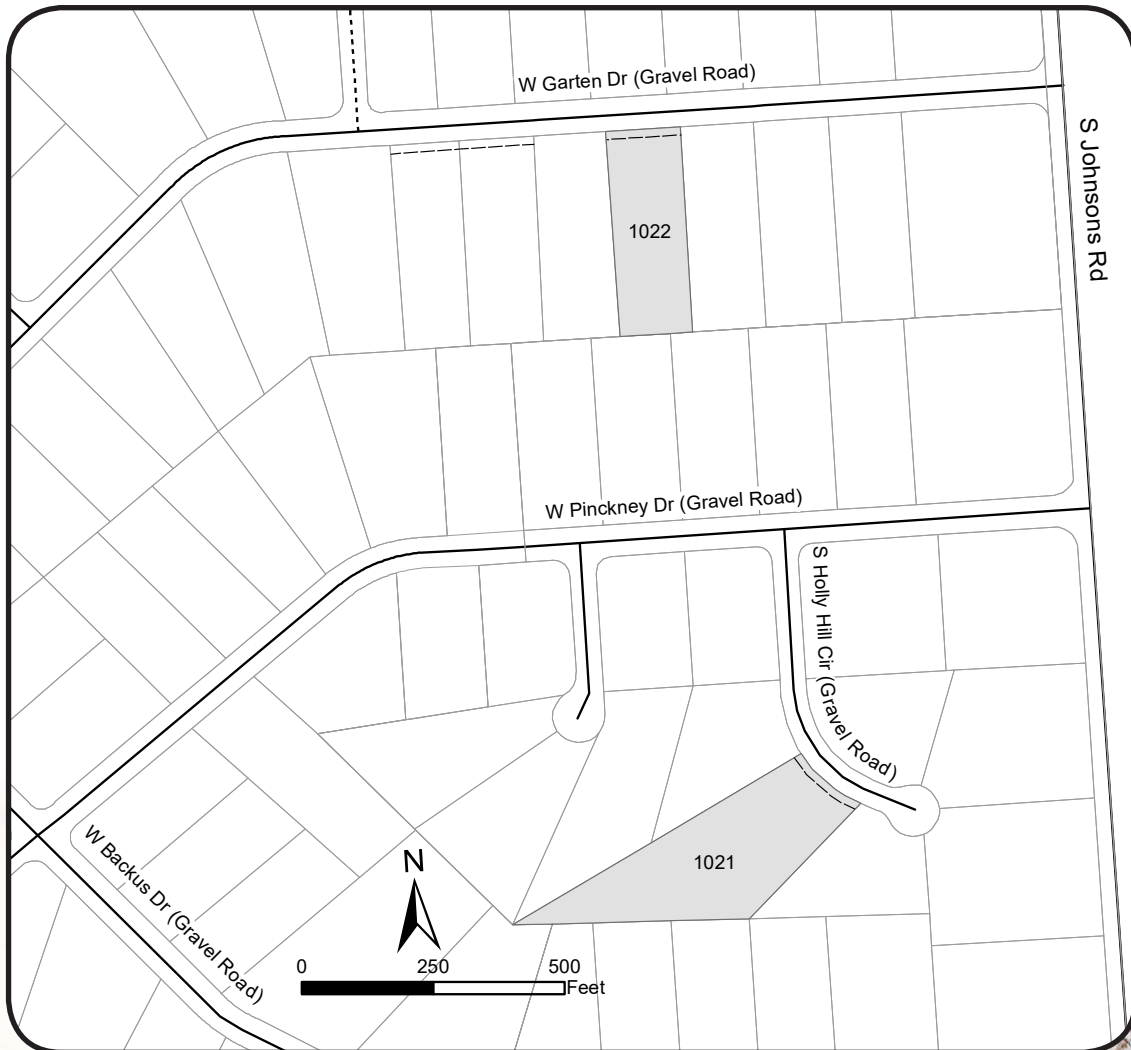 W Garten Dr (Gravel Road)
S Johnsons Rd
1022
W Pinckney Dr (Gravel Road)
S Holly Hill Cir (Gravel Road)
W Backus Dr (Gravel Road)
1021
N
0 250 500
Feet